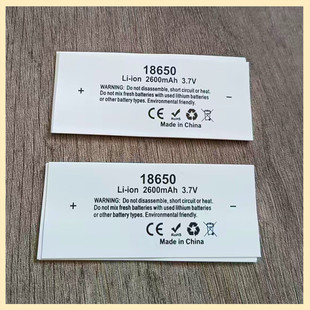 18650
Li-ion 2600mAh 3.7V
+
WARNING: Do not disassemble, short circuit or heat.
Do not mix fresh batteries with used lithium batteries
or other battery types. Environmental friendly.
−
CE
Made in China
18650
Li-ion 2600mAh 3.7V
+
WARNING: Do not disassemble, short circuit or heat.
Do not mix fresh batteries with used lithium batteries
or other battery types. Environmental friendly.
−
CE
Made in China